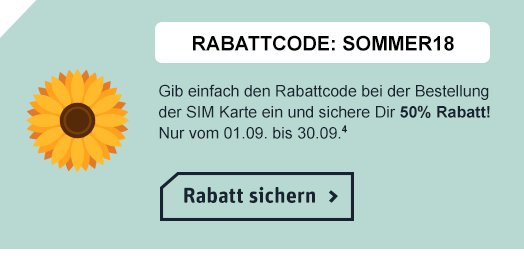 RABATTCODE: SOMMER18
Gib einfach den Rabattcode bei der Bestellung
der SIM Karte ein und sichere Dir 50% Rabatt!
Nur vom 01.09. bis 30.09.⁴
Rabatt sichern >